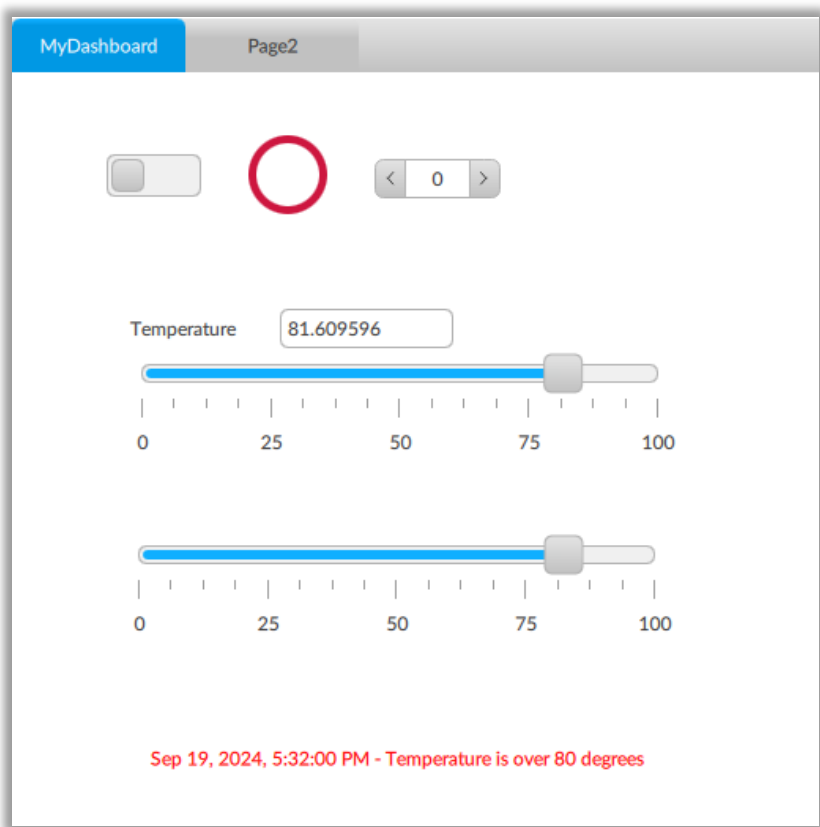 MyDashboard Page2
0
Temperature 81.609596
0 25 50 75 100
0 25 50 75 100
Sep 19, 2024, 5:32:00 PM - Temperature is over 80 degrees